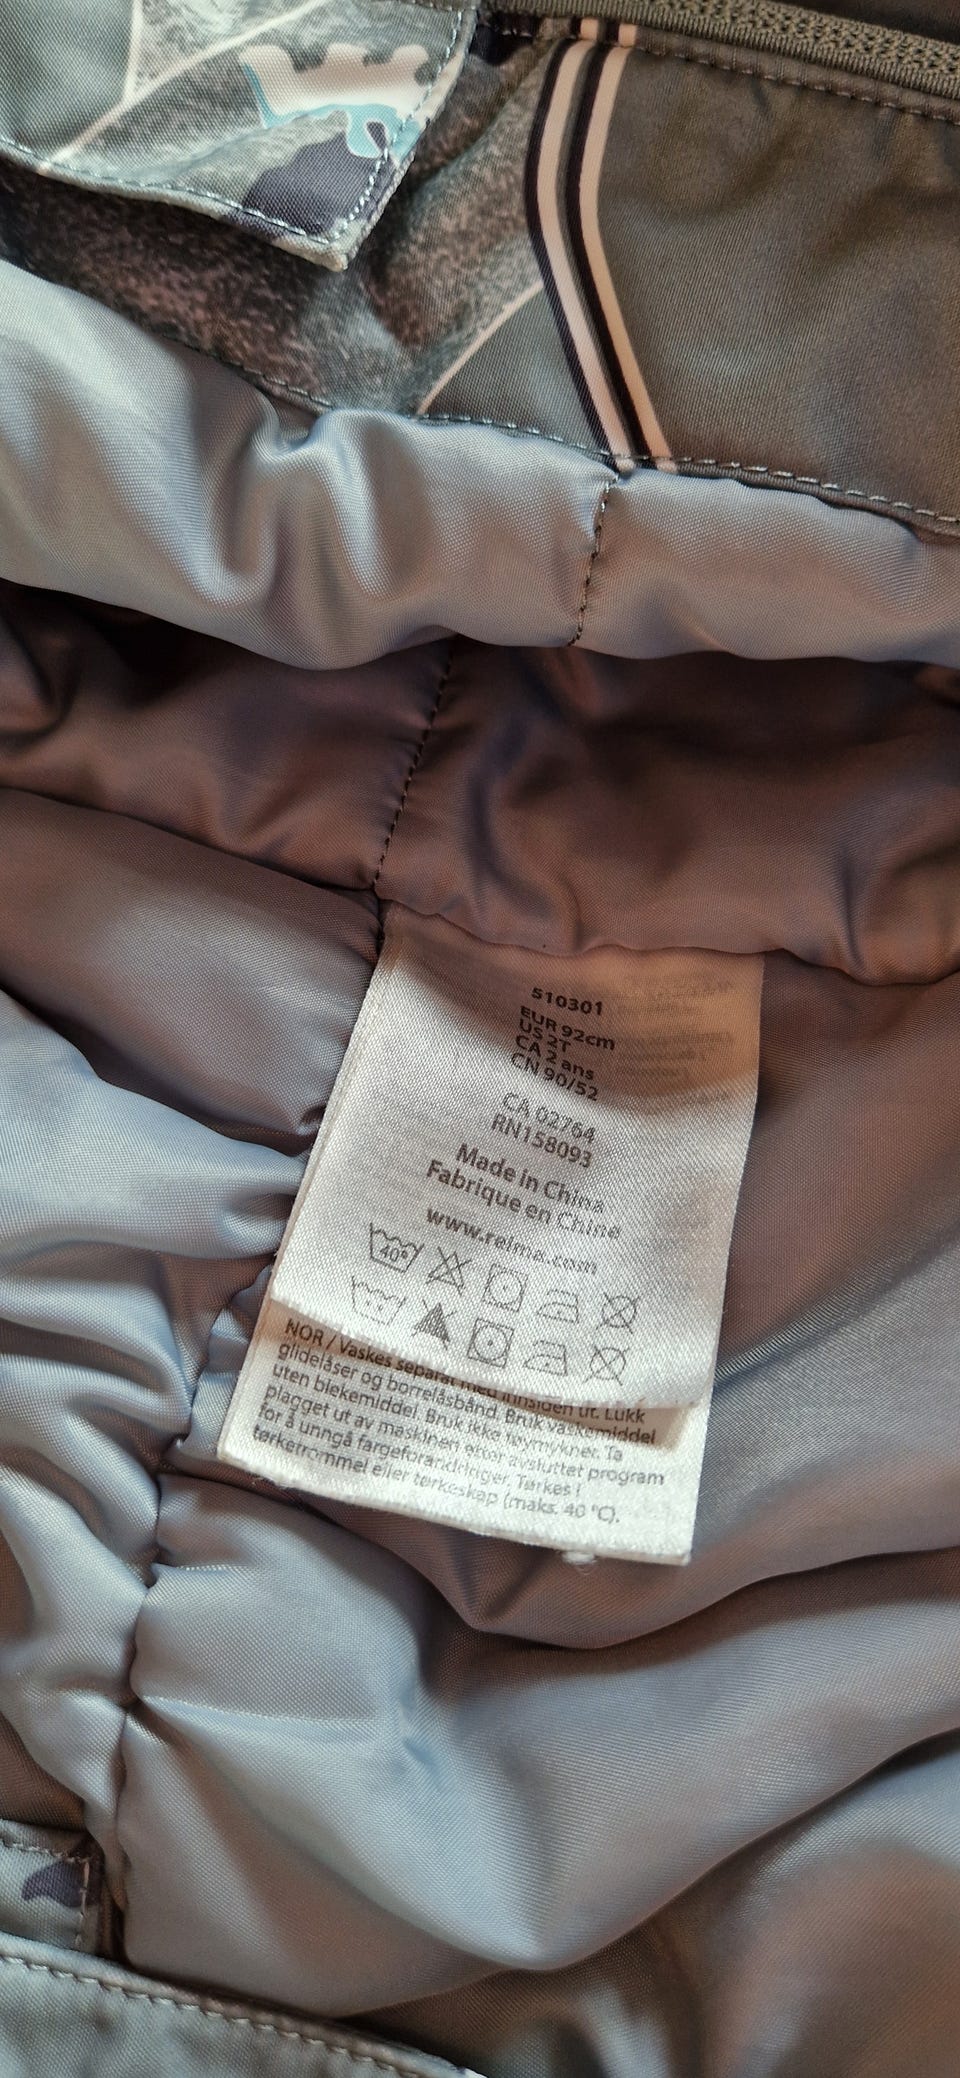 510301
EUR 92cm
US 2T
CA 2 ans
CN 90/52
CA 02764
RN158093
Made in China
Fabrique en Chine
www.reima.com
40°
NOR / Vaskes separat med innsiden ut. Lukk
glidelåser og borrelåsbånd. Bruk vaskemiddel
uten blekemiddel. Bruk ikke tøymykner. Ta
plagget ut av maskinen etter avsluttet program
for å unngå fargeforandringer. Tørkes i
tørketrommel eller tørkeskap (maks. 40 °C).